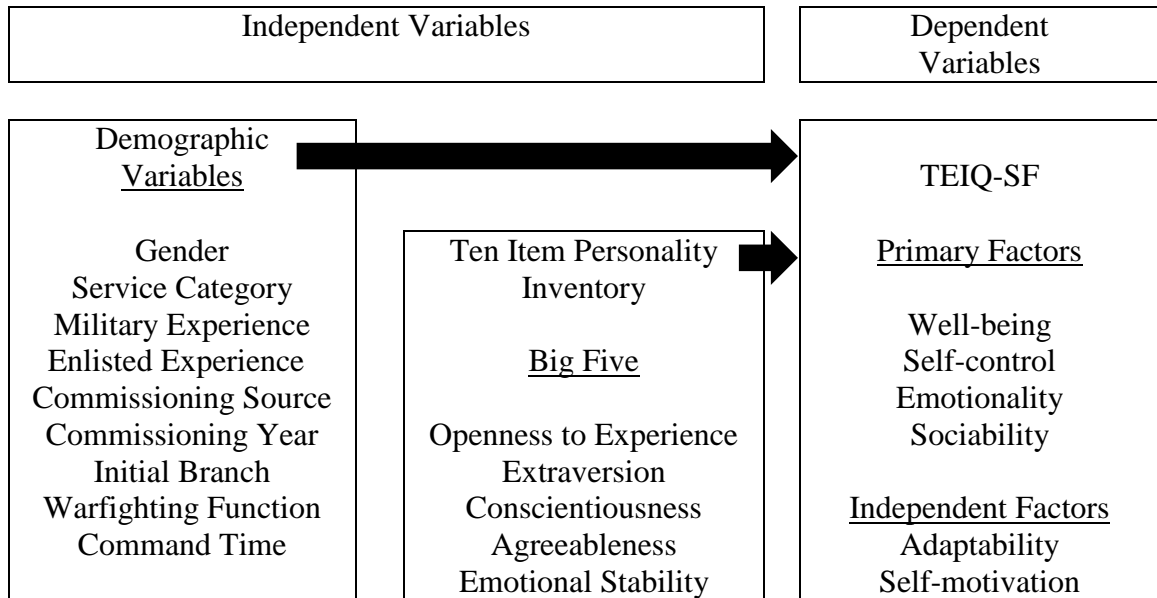 Independent Variables
Dependent
Variables
Demographic
Variables
Gender
Service Category
Military Experience
Enlisted Experience
Commissioning Source
Commissioning Year
Initial Branch
Warfighting Function
Command Time
Ten Item Personality
Inventory
Big Five
Openness to Experience
Extraversion
Conscientiousness
Agreeableness
Emotional Stability
TEIQ-SF
Primary Factors
Well-being
Self-control
Emotionality
Sociability
Independent Factors
Adaptability
Self-motivation